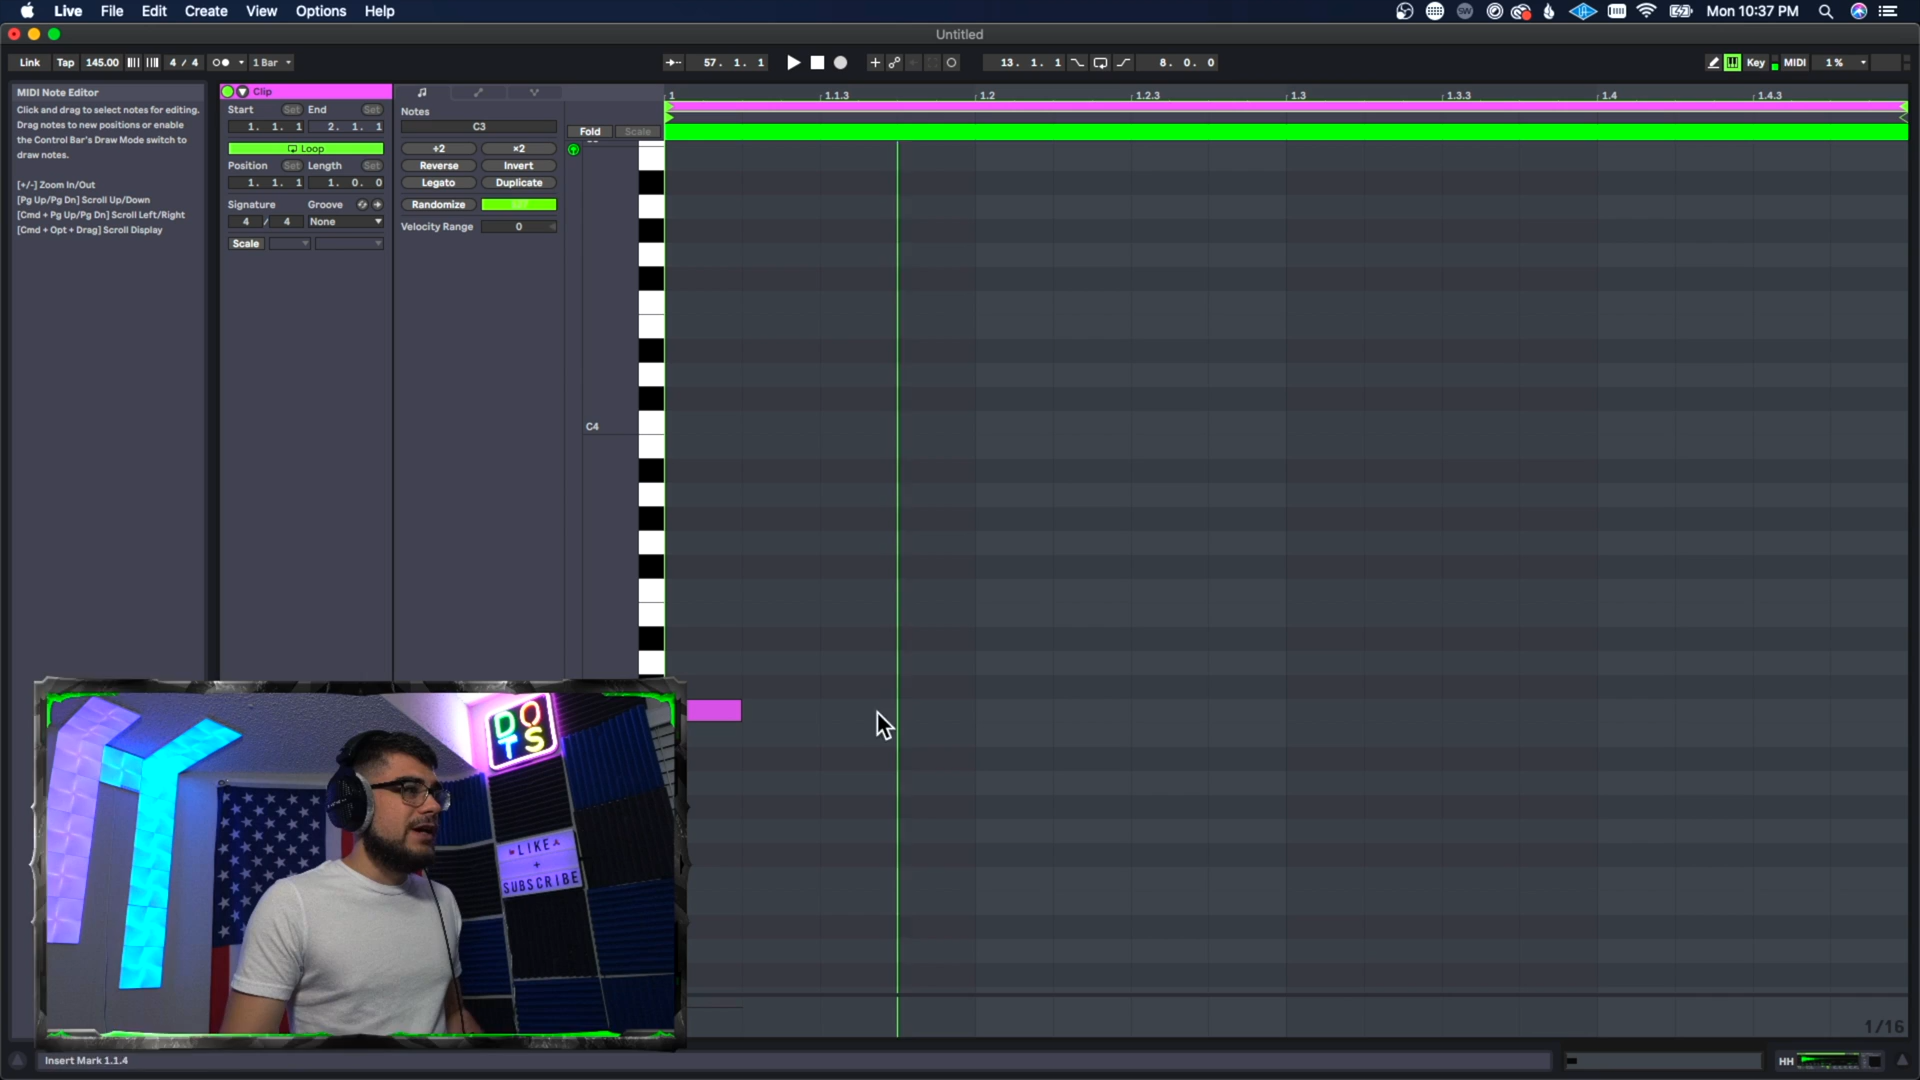 Live File Edit Create View Options Help Mon 10:37 PM
Untitled
Link Tap 145.00 4 / 4 1 Bar 57. 1. 1 13. 1. 1 8. 0. 0 Key MIDI 1 %
MIDI Note Editor
Click and drag to select notes for editing.
Drag notes to new positions or enable
the Control Bar's Draw Mode switch to
draw notes.
[+/-] Zoom In/Out
[Pg Up/Pg Dn] Scroll Up/Down
[Cmd + Pg Up/Pg Dn] Scroll Left/Right
[Cmd + Opt + Drag] Scroll Display
Clip
Start Set End Set
1. 1. 1 2. 1. 1
Loop
Position Set Length Set
1. 1. 1 1. 0. 0
Signature Groove
4 / 4 None
Scale
Notes
C3
÷2 ×2
Reverse Invert
Legato Duplicate
Randomize
Velocity Range 0
Fold Scale
1 1.1.3 1.2 1.2.3 1.3 1.3.3 1.4 1.4.3
C4
DOTS
LIKE
+
SUBSCRIBE
1/16
Insert Mark 1.1.4
HH